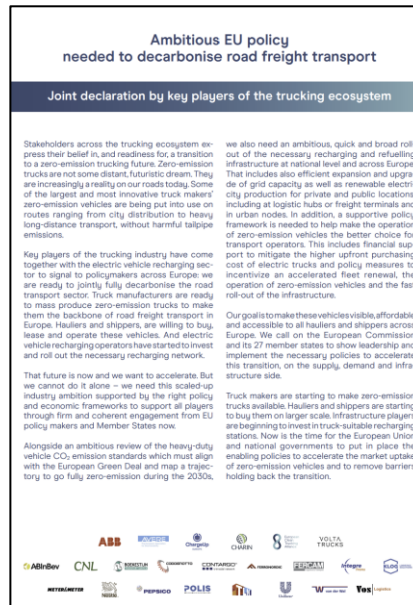 Ambitious EU policy
needed to decarbonise road freight transport
Joint declaration by key players of the trucking ecosystem
Stakeholders across the trucking ecosystem ex-
press their belief in, and readiness for, a transition
to a zero-emission trucking future. Zero-emission
trucks are not some distant, futuristic dream. They
are increasingly a reality on our roads today. Some
of the largest and most innovative truck makers'
zero-emission vehicles are being put into use on
routes ranging from city distribution to heavy
long-distance transport, without harmful tailpipe
emissions.
Key players of the trucking industry have come
together with the electric vehicle recharging sec-
tor to signal to policymakers across Europe: we
are ready to jointly fully decarbonise the road
transport sector. Truck manufacturers are ready
to mass produce zero-emission trucks to make
them the backbone of road freight transport in
Europe. Hauliers and shippers, are willing to buy,
lease and operate these vehicles. And electric
vehicle recharging operators have started to invest
and roll out the necessary recharging network.
That future is now and we want to accelerate. But
we cannot do it alone – we need this scaled-up
industry ambition supported by the right policy
and economic frameworks to support all players
through firm and coherent engagement from EU
policy makers and Member States now.
Alongside an ambitious review of the heavy-duty
vehicle CO₂ emission standards which must align
with the European Green Deal and map a trajec-
tory to go fully zero-emission during the 2030s,
we also need an ambitious, quick and broad roll-
out of the necessary recharging and refuelling
infrastructure at national level and across Europe.
That includes also efficient expansion and upgra-
de of grid capacity as well as renewable electri-
city production for private and public locations,
including at logistic hubs or freight terminals and
in urban nodes. In addition, a supportive policy
framework is needed to help make the operation
of zero-emission vehicles the better choice for
transport operators. This includes financial sup-
port to mitigate the higher upfront purchasing
cost of electric trucks and policy measures to
incentivize an accelerated fleet renewal, the
operation of zero-emission vehicles and the fast
roll-out of the infrastructure.
Our goal is to make these vehicles visible, affordable
and accessible to all hauliers and shippers across
Europe. We call on the European Commission
and its 27 member states to show leadership and
implement the necessary policies to accelerate
this transition, on the supply, demand and infra-
structure side.
Truck makers are starting to make zero-emission
trucks available. Hauliers and shippers are starting
to buy them on larger scale. Infrastructure players
are beginning to invest in truck-suitable recharging
stations. Now is the time for the European Union
and national governments to put in place the
enabling policies to accelerate the market uptake
of zero-emission vehicles and to remove barriers
holding back the transition.
ABB AVERE ChargeUp CHARIN VOLTA TRUCKS
ABInBev CNL CONTARGO FERCAM Integre
METER&METER PEPSICO POLIS Unilever Vos Logistics